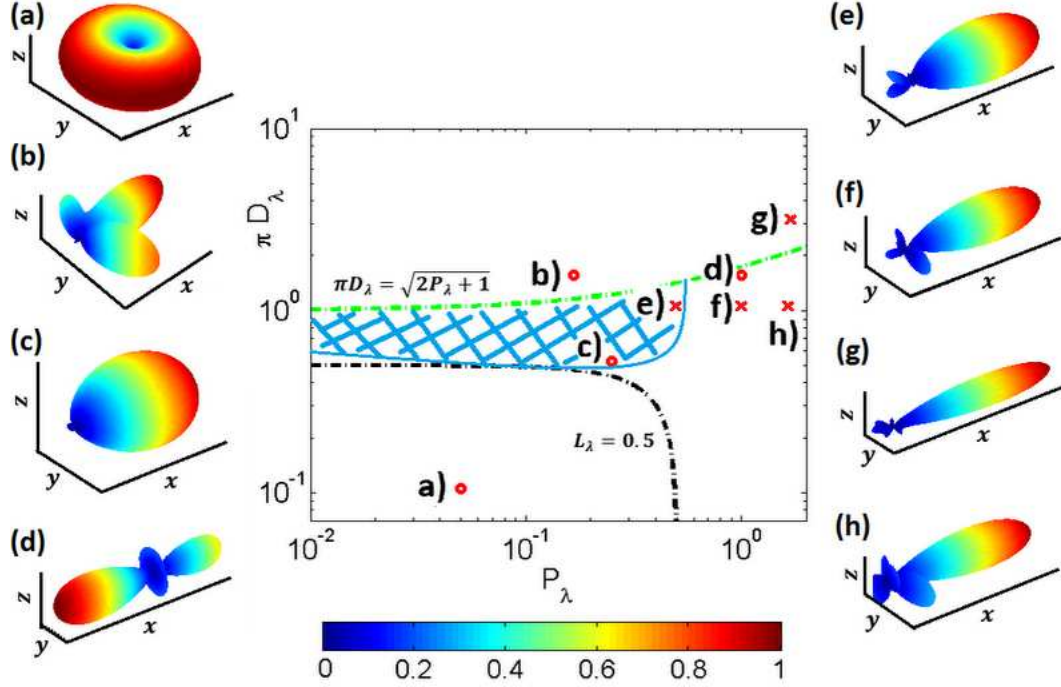 (a)
z
y
x
(b)
z
y
x
(c)
z
y
x
(d)
z
y
x
10^1
10^0
10^-1
π D_λ
πD_λ = √(2P_λ + 1)
L_λ = 0.5
a)
b)
c)
d)
e)
f)
g)
h)
10^-2
10^-1
10^0
P_λ
0 0.2 0.4 0.6 0.8 1
(e)
z
y
x
(f)
z
y
x
(g)
z
y
x
(h)
z
y
x